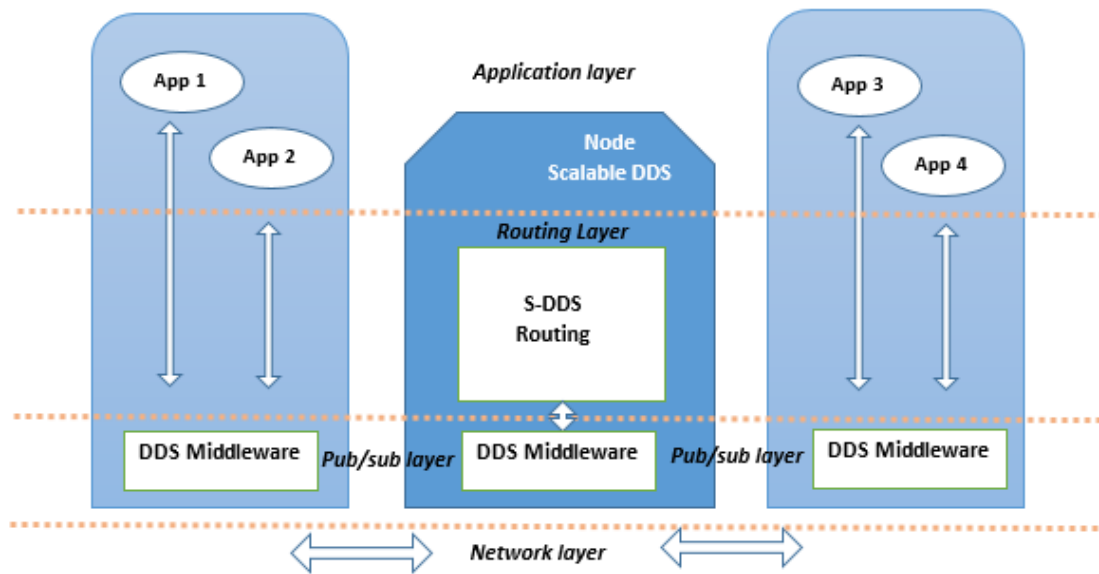 App 1
App 2
Application layer
Node
Scalable DDS
App 3
App 4
Routing Layer
S-DDS
Routing
DDS Middleware
Pub/sub layer
DDS Middleware
Pub/sub layer
DDS Middleware
Network layer